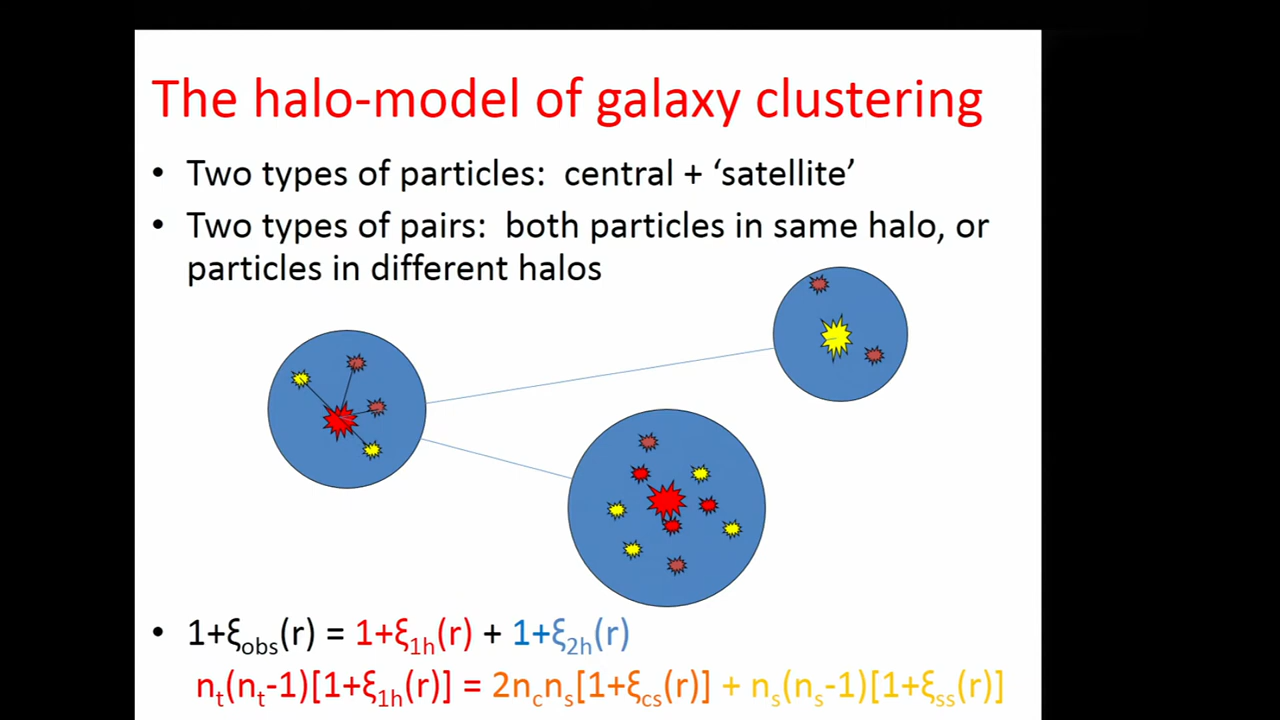 The halo-model of galaxy clustering
• Two types of particles: central + ‘satellite’
• Two types of pairs: both particles in same halo, or
particles in different halos
• 1+ξobs(r) = 1+ξ1h(r) + 1+ξ2h(r)
nt(nt-1)[1+ξ1h(r)] = 2ncns[1+ξcs(r)] + ns(ns-1)[1+ξss(r)]